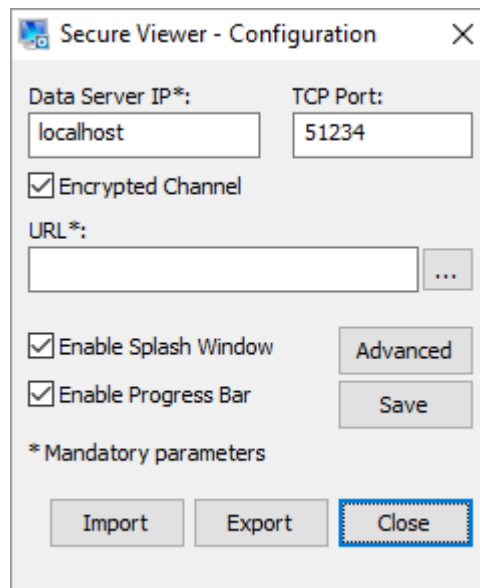 Secure Viewer - Configuration
Data Server IP*: TCP Port:
localhost 51234
Encrypted Channel
URL*:
...
Enable Splash Window Advanced
Enable Progress Bar Save
* Mandatory parameters
Import Export Close